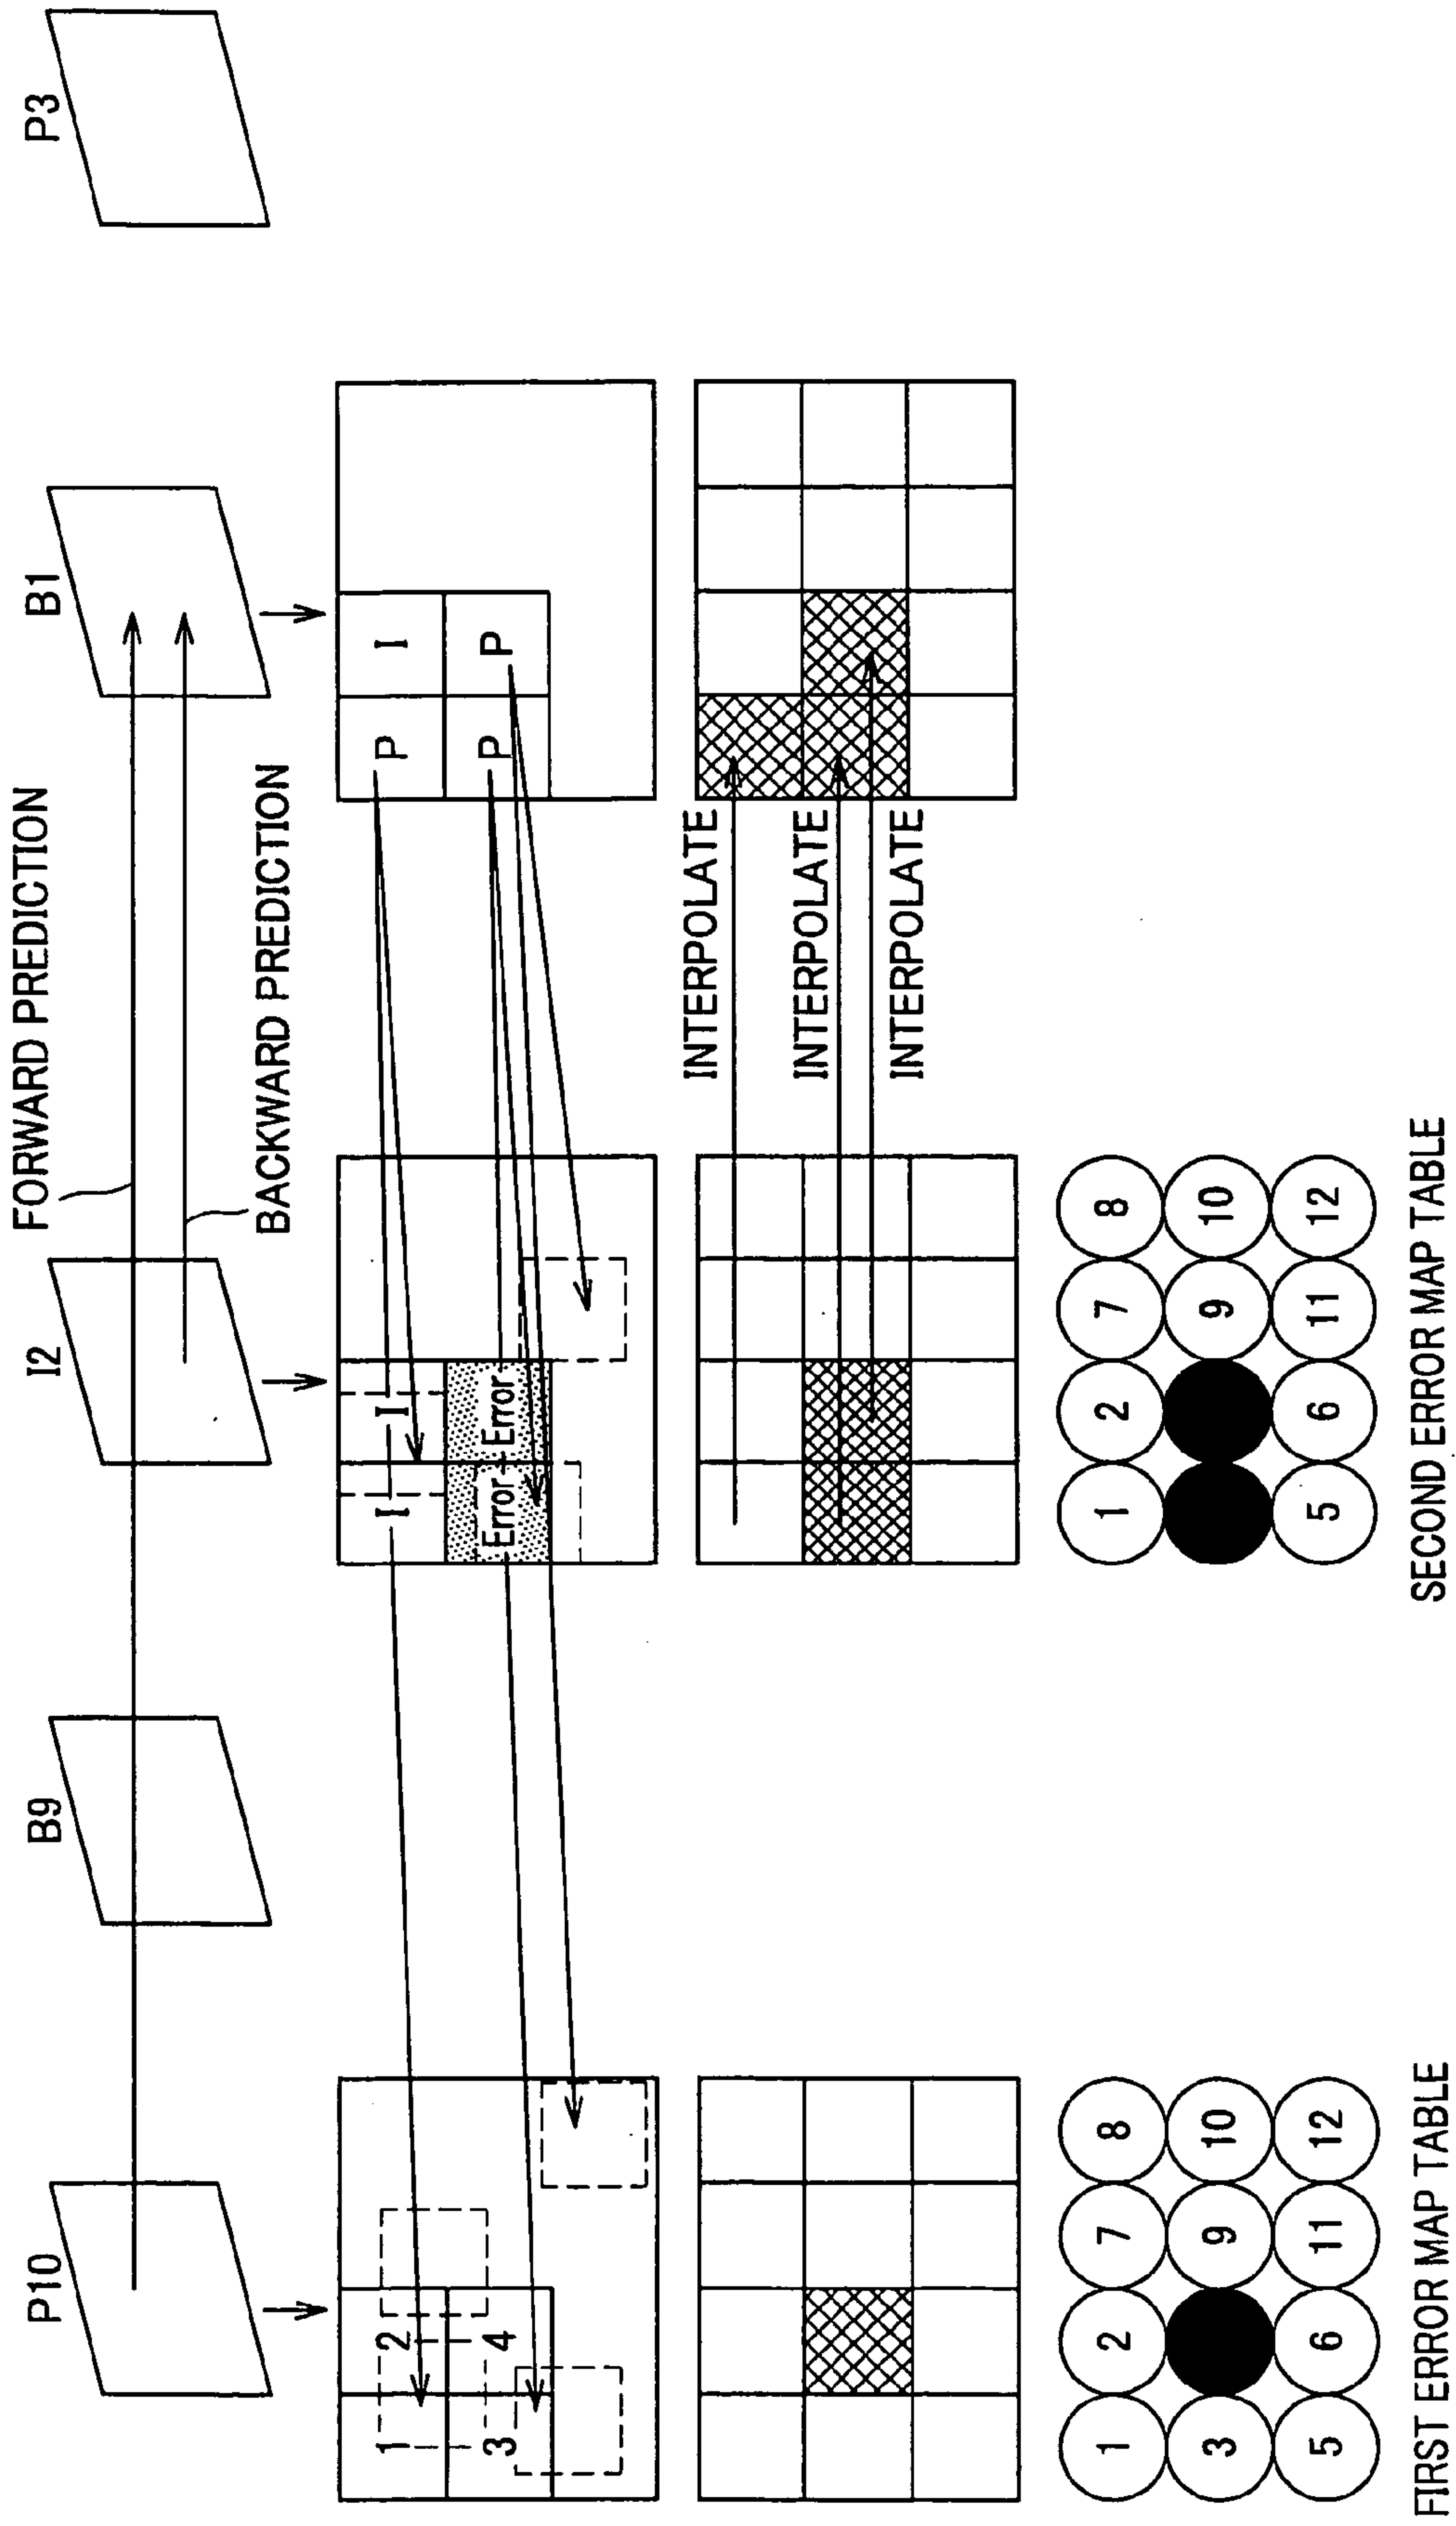 P10
B9
I2
B1
P3
FORWARD PREDICTION
BACKWARD PREDICTION
1 2
3 4
I I
Error Error
P I
P P
INTERPOLATE
INTERPOLATE
INTERPOLATE
1 2 7 8
3 9 10
5 6 11 12
FIRST ERROR MAP TABLE
1 2 7 8
9 10
5 6 11 12
SECOND ERROR MAP TABLE